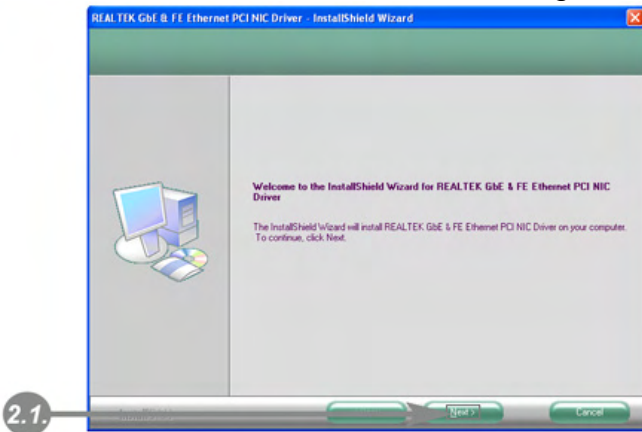 REALTEK GbE & FE Ethernet PCI NIC Driver - InstallShield Wizard
Welcome to the InstallShield Wizard for REALTEK GbE & FE Ethernet PCI NIC
Driver
The InstallShield Wizard will install REALTEK GbE & FE Ethernet PCI NIC Driver on your computer.
To continue, click Next.
2.1.
Next >
Cancel